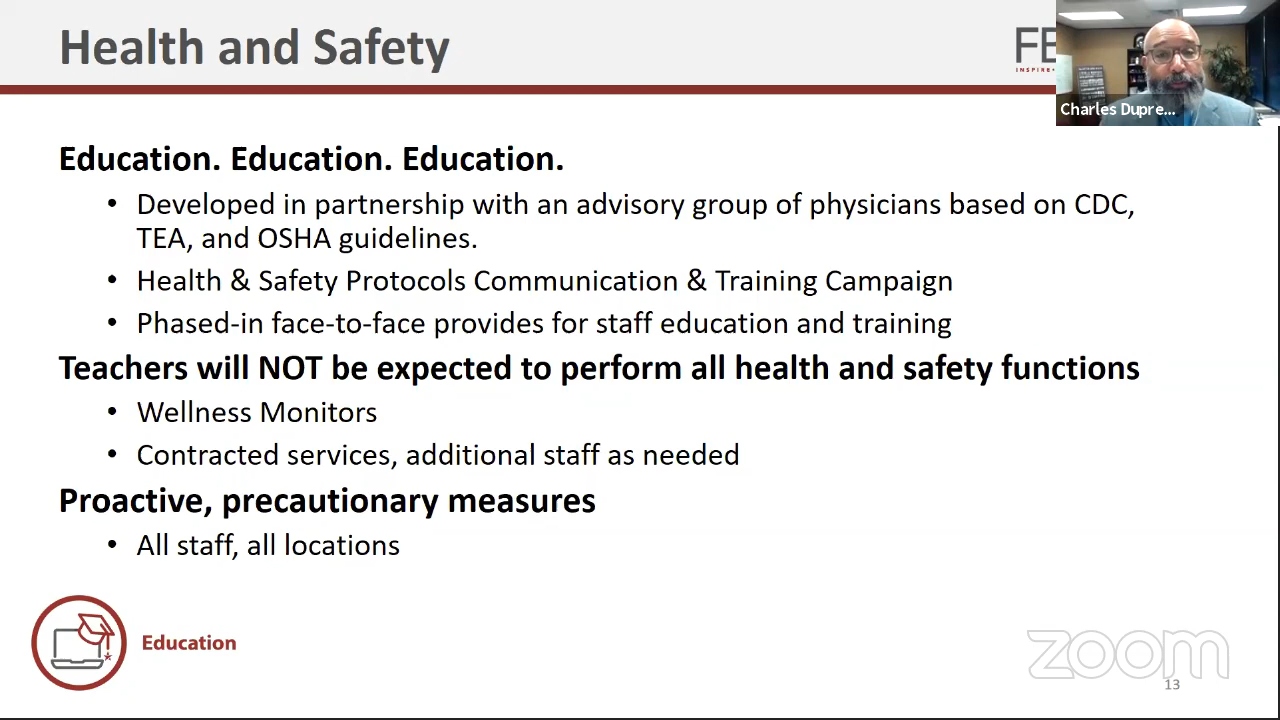 Health and Safety
FE
INSPIRE•
Charles Dupre...
Education. Education. Education.
• Developed in partnership with an advisory group of physicians based on CDC,
TEA, and OSHA guidelines.
• Health & Safety Protocols Communication & Training Campaign
• Phased-in face-to-face provides for staff education and training
Teachers will NOT be expected to perform all health and safety functions
• Wellness Monitors
• Contracted services, additional staff as needed
Proactive, precautionary measures
• All staff, all locations
Education
zoom
13